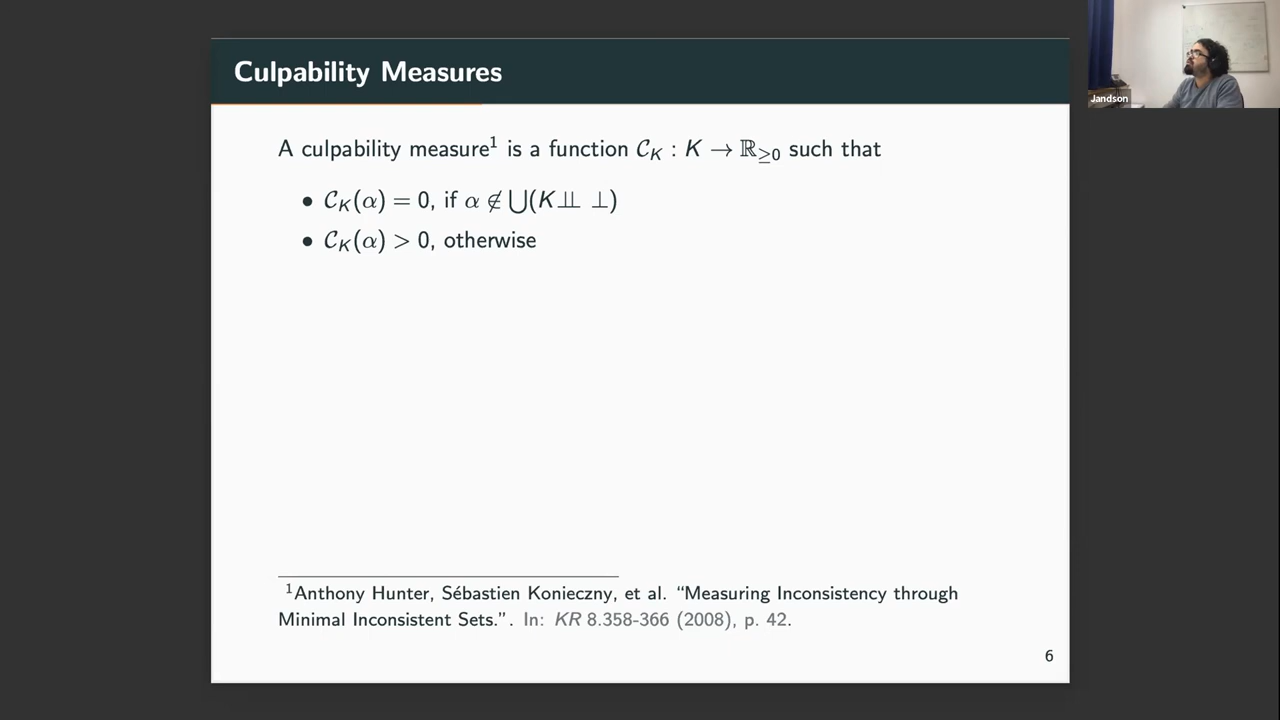 Culpability Measures
Jandson
A culpability measure¹ is a function 𝒞_K : K → ℝ≥0 such that
• 𝒞_K(α) = 0, if α ∉ ⋃(K⫫ ⊥)
• 𝒞_K(α) > 0, otherwise
¹Anthony Hunter, Sébastien Konieczny, et al. “Measuring Inconsistency through
Minimal Inconsistent Sets.”. In: KR 8.358-366 (2008), p. 42.
6